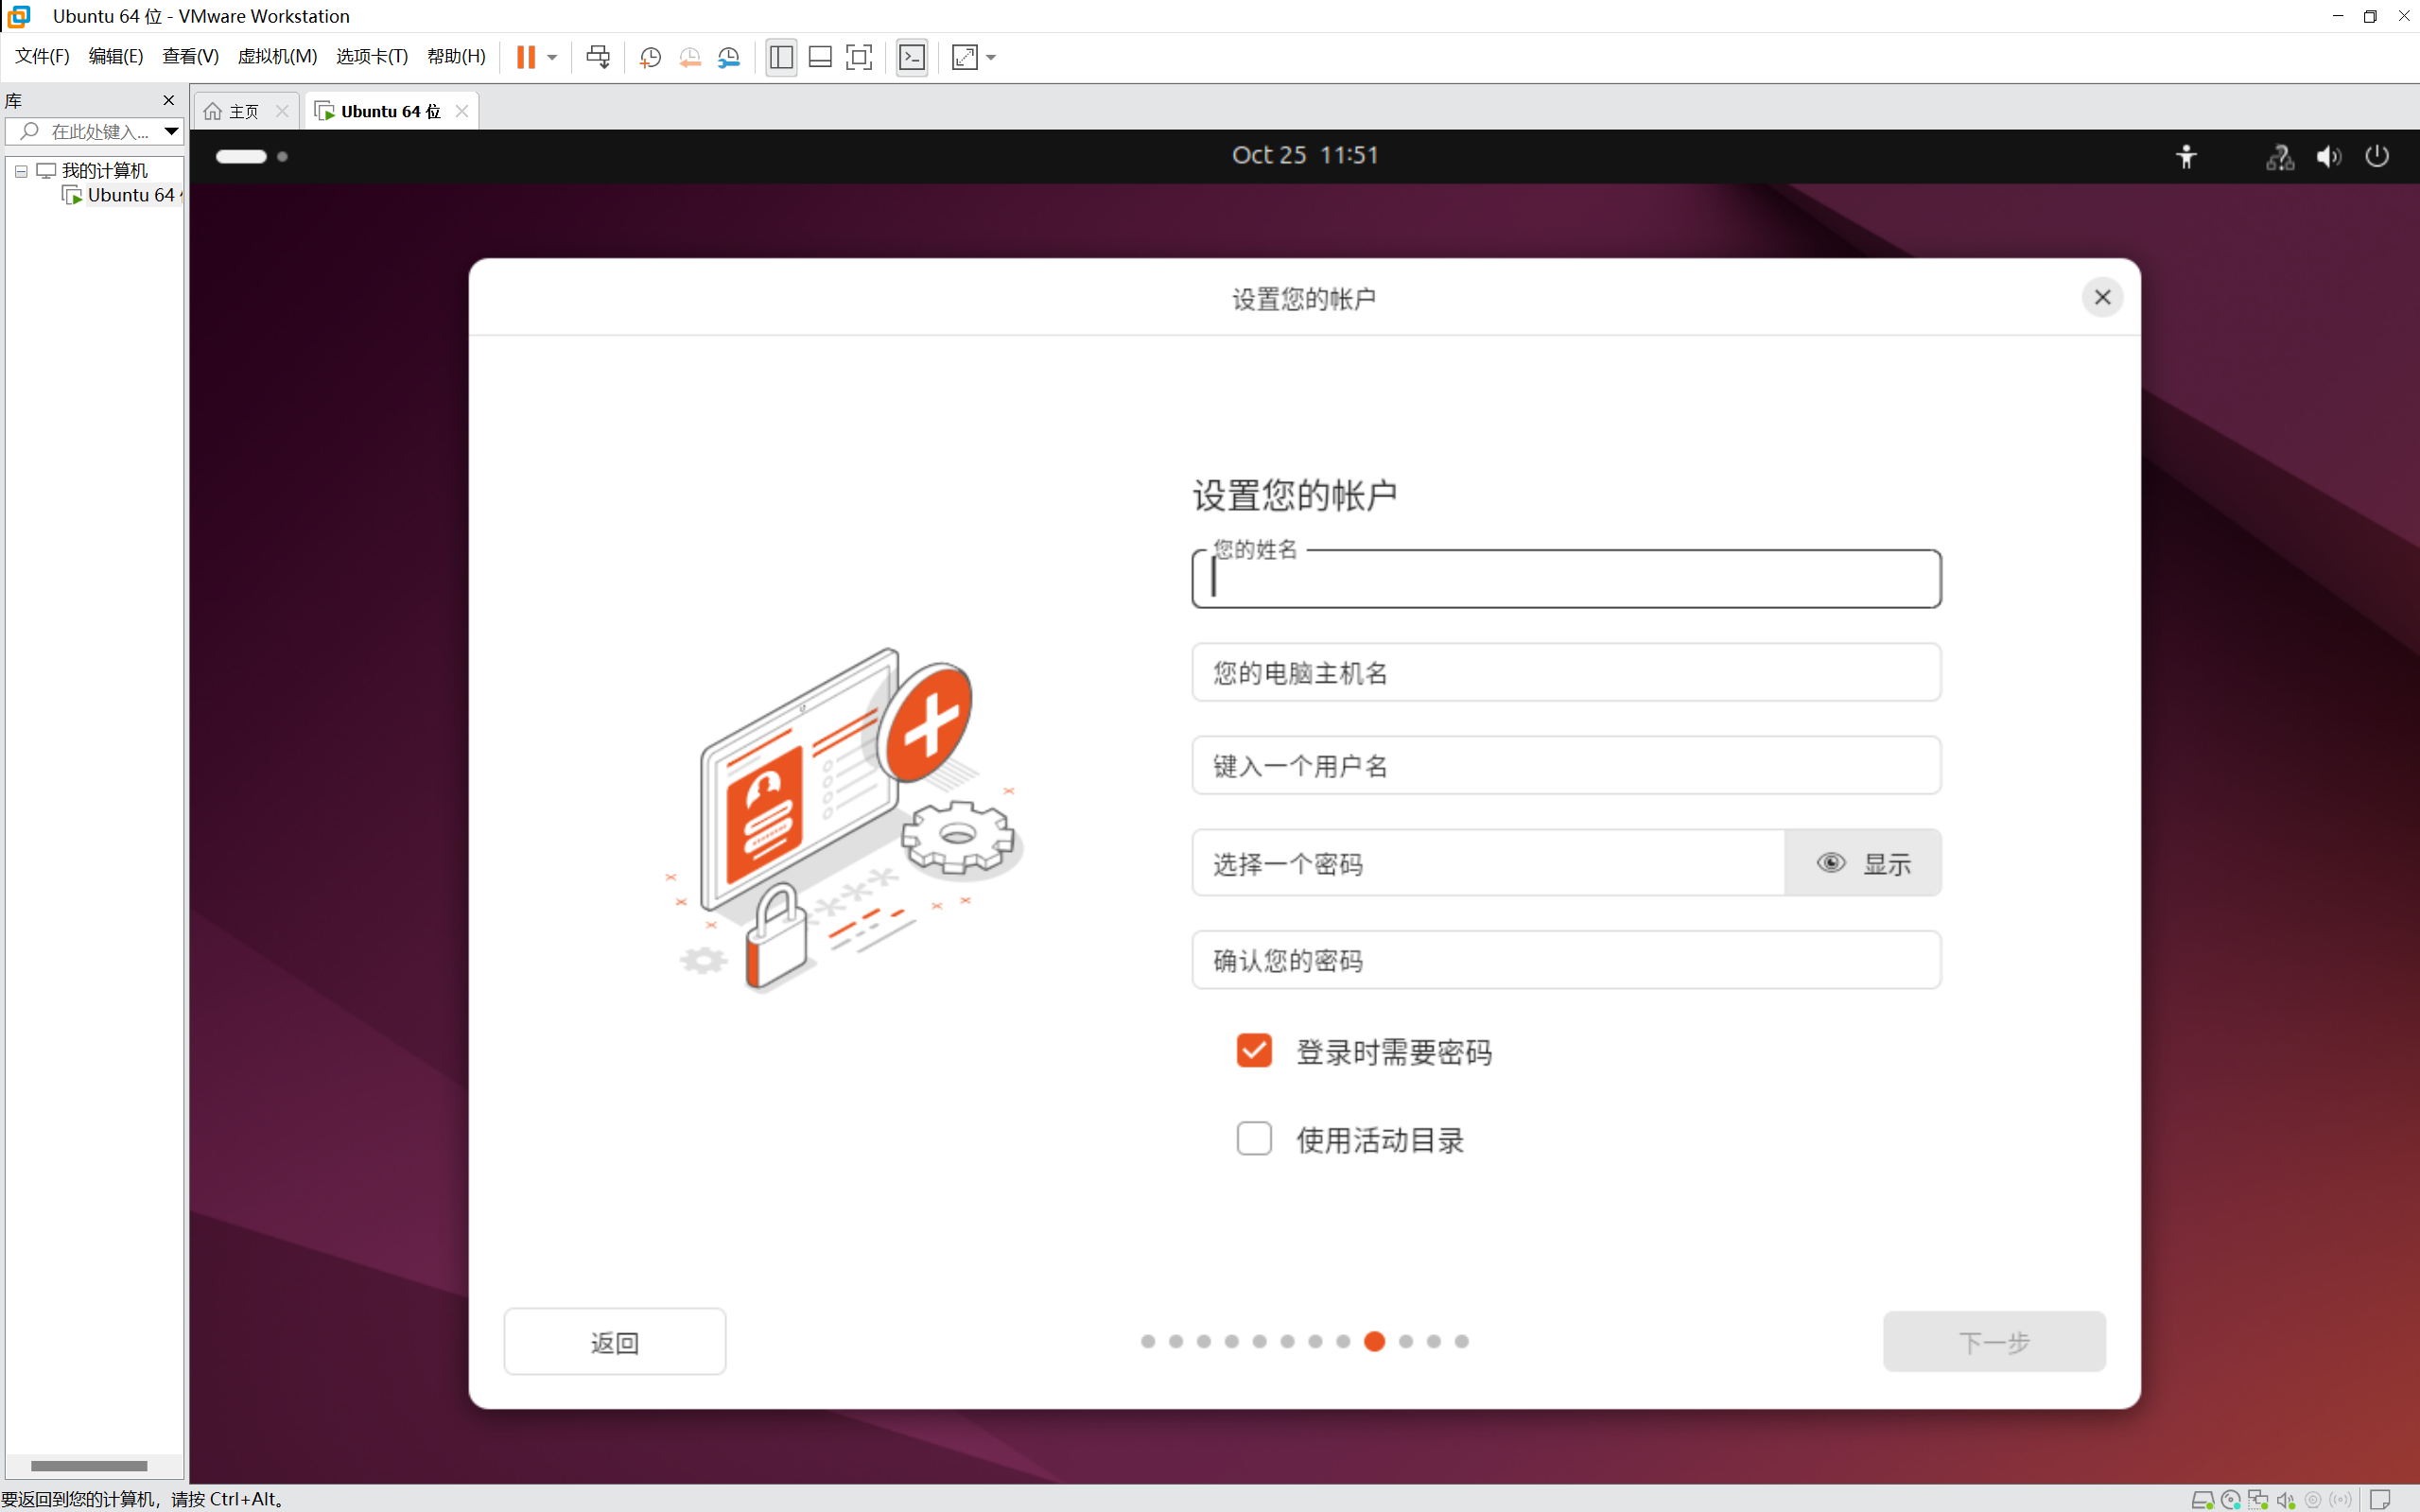 Ubuntu 64 位 - VMware Workstation
文件(F) 编辑(E) 查看(V) 虚拟机(M) 选项卡(T) 帮助(H)
库
主页
Ubuntu 64 位
在此处键入...
我的计算机
Ubuntu 64
Oct 25 11:51
设置您的帐户
设置您的帐户
您的姓名
您的电脑主机名
键入一个用户名
选择一个密码
显示
确认您的密码
登录时需要密码
使用活动目录
返回
下一步
要返回到您的计算机，请按 Ctrl+Alt。